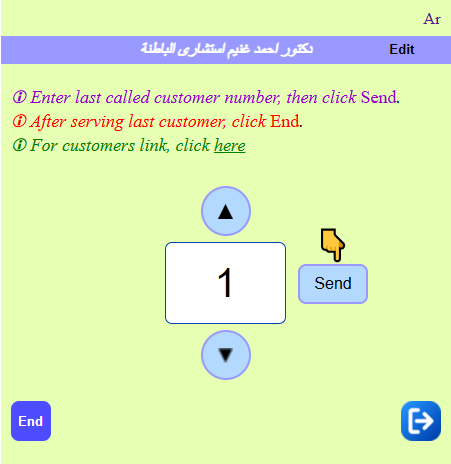 Ar
دكتور احمد غنيم استشارى الباطنة Edit
ⓘ Enter last called customer number, then click Send.
ⓘ After serving last customer, click End.
ⓘ For customers link, click here
▲
1 Send
▼
End